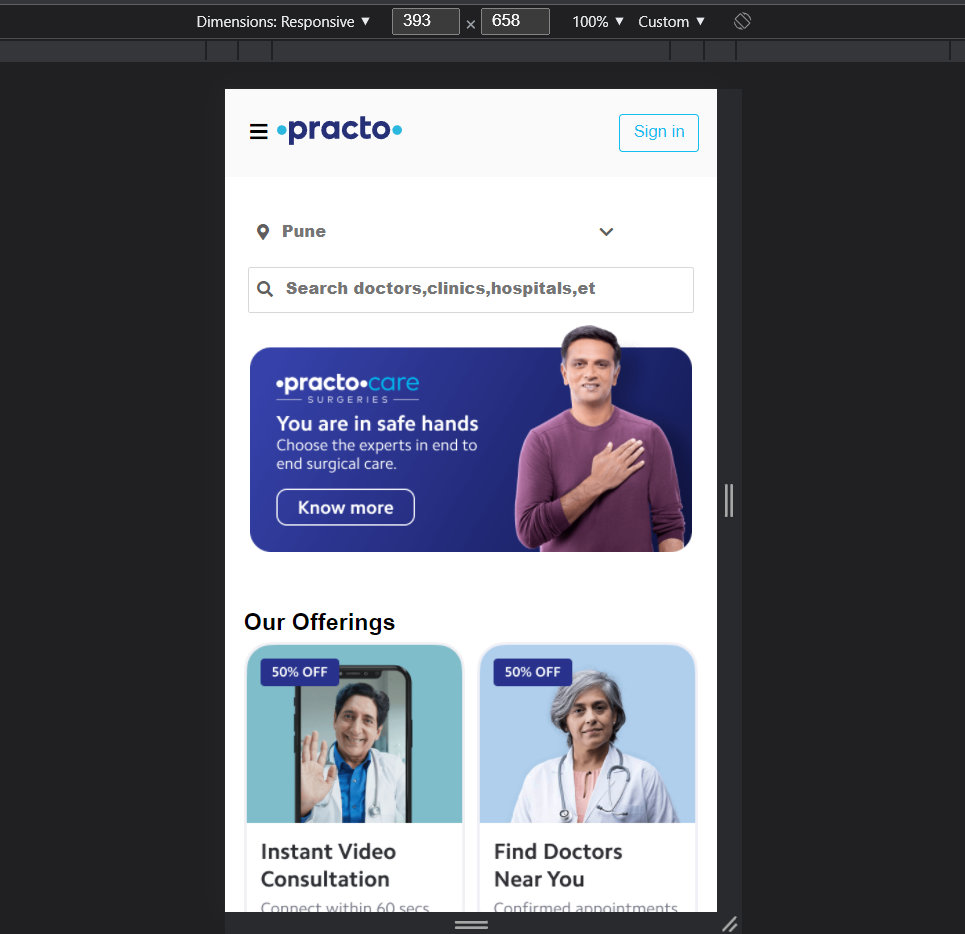 Dimensions: Responsive ▼ 393 × 658 100% ▼ Custom ▼
practo
Sign in
Pune
Search doctors,clinics,hospitals,et
practo care
SURGERIES
You are in safe hands
Choose the experts in end to
end surgical care.
Know more
Our Offerings
50% OFF
Instant Video
Consultation
Connect within 60 secs
50% OFF
Find Doctors
Near You
Confirmed appointments